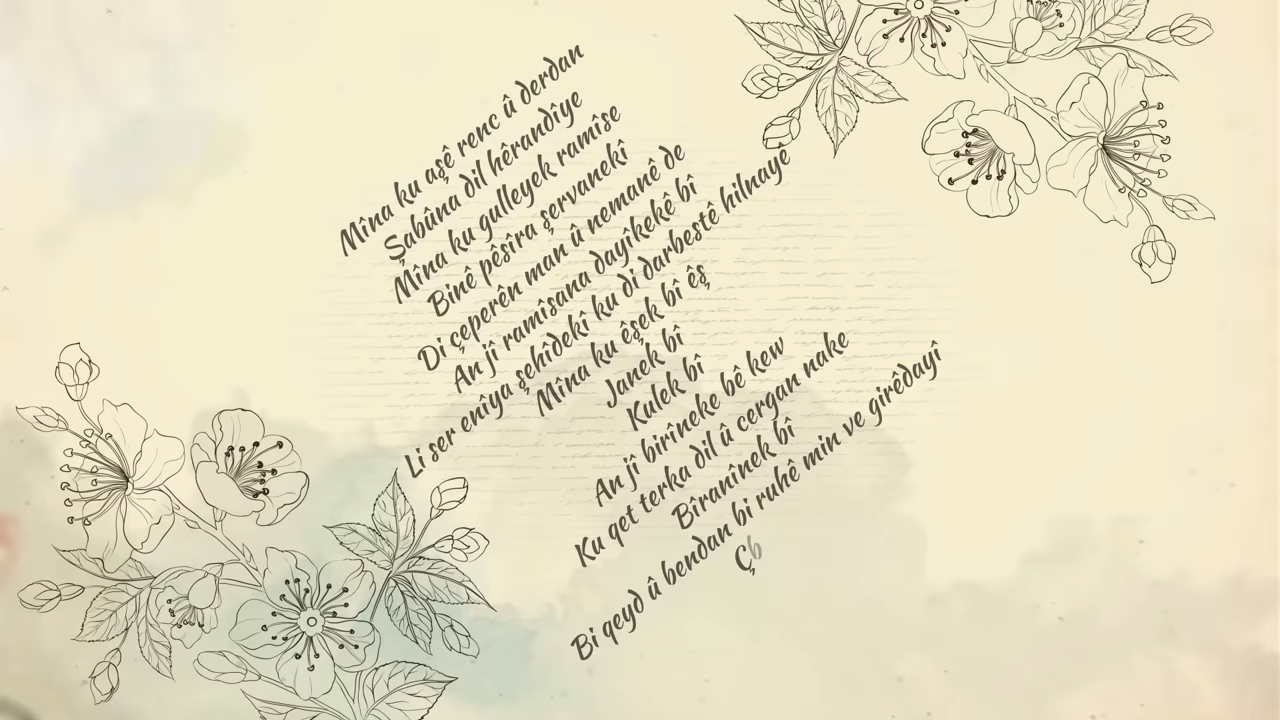 Mîna ku aşê renc û derdan
Şabûna dil hêrandîye
Mîna ku gulleyek ramîse
Binê pêsîra şervanekî
Di çeperên man û nemanê de
An jî ramîsana dayîkekê bî
Li ser enîya şehîdekî ku di darbestê hilnaye
Mîna ku êşek bî êş
Janek bî
Kulek bî
An jî birîneke bê kew
Ku qet terka dil û cergan nake
Bîranînek bî
Bi qeyd û bendan bi ruhê min ve girêdayî
Çb